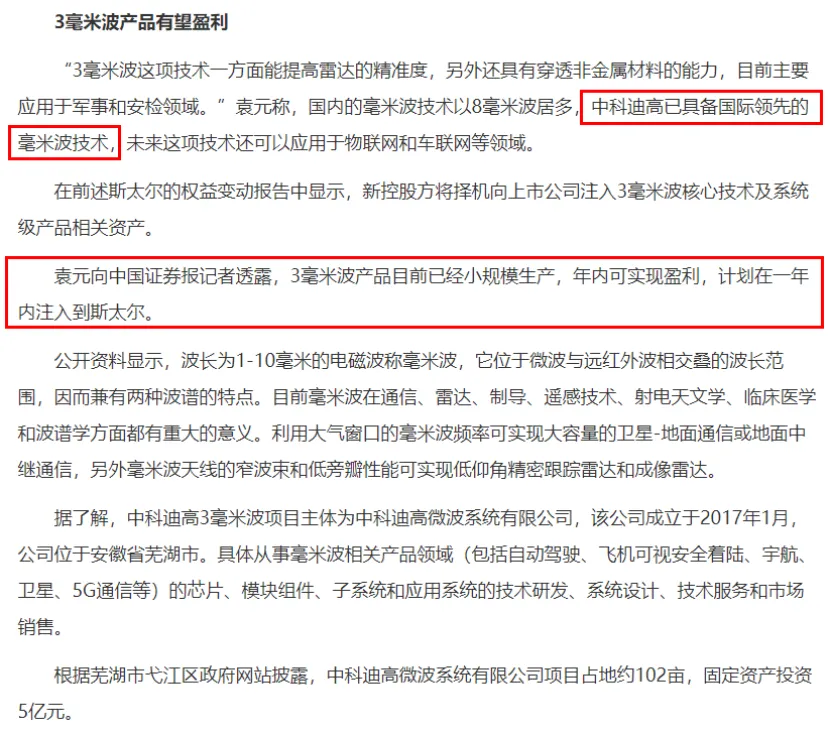 3毫米波产品有望盈利
“3毫米波这项技术一方面能提高雷达的精准度，另外还具有穿透非金属材料的能力，目前主要
应用于军事和安检领域。”袁元称，国内的毫米波技术以8毫米波居多，中科迪高已具备国际领先的
毫米波技术，未来这项技术还可以应用于物联网和车联网等领域。
在前述斯太尔的权益变动报告中显示，新控股方将择机向上市公司注入3毫米波核心技术及系统
级产品相关资产。
袁元向中国证券报记者透露，3毫米波产品目前已经小规模生产，年内可实现盈利，计划在一年
内注入到斯太尔。
公开资料显示，波长为1-10毫米的电磁波称毫米波，它位于微波与远红外波相交叠的波长范
围，因而兼有两种波谱的特点。目前毫米波在通信、雷达、制导、遥感技术、射电天文学、临床医学
和波谱学方面都有重大的意义。利用大气窗口的毫米波频率可实现大容量的卫星-地面通信或地面中
继通信，另外毫米波天线的窄波束和低旁瓣性能可实现低仰角精密跟踪雷达和成像雷达。
据了解，中科迪高3毫米波项目主体为中科迪高微波系统有限公司，该公司成立于2017年1月，
公司位于安徽省芜湖市。具体从事毫米波相关产品领域（包括自动驾驶、飞机可视安全着陆、宇航、
卫星、5G通信等）的芯片、模块组件、子系统和应用系统的技术研发、系统设计、技术服务和市场
销售。
根据芜湖市弋江区政府网站披露，中科迪高微波系统有限公司项目占地约102亩，固定资产投资
5亿元。